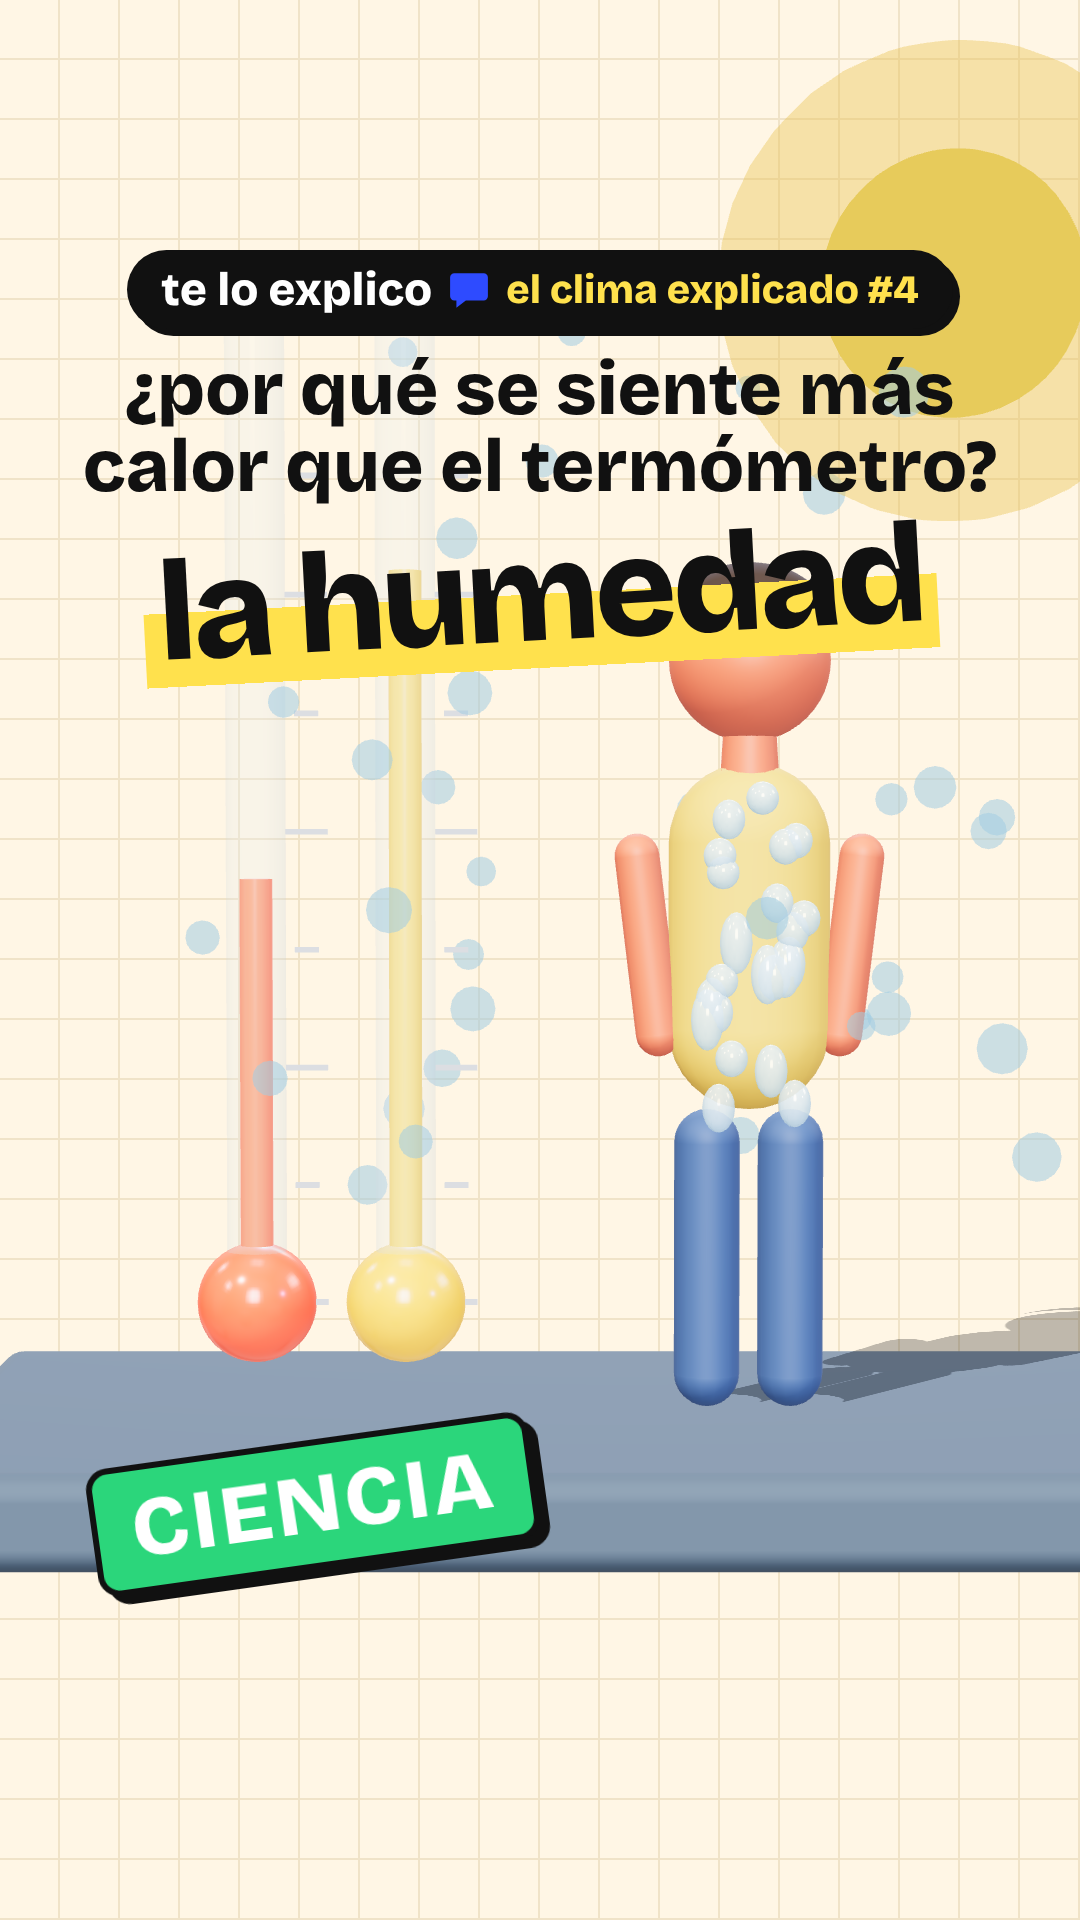 te lo explico el clima explicado #4
¿por qué se siente más
calor que el termómetro?
la humedad
CIENCIA